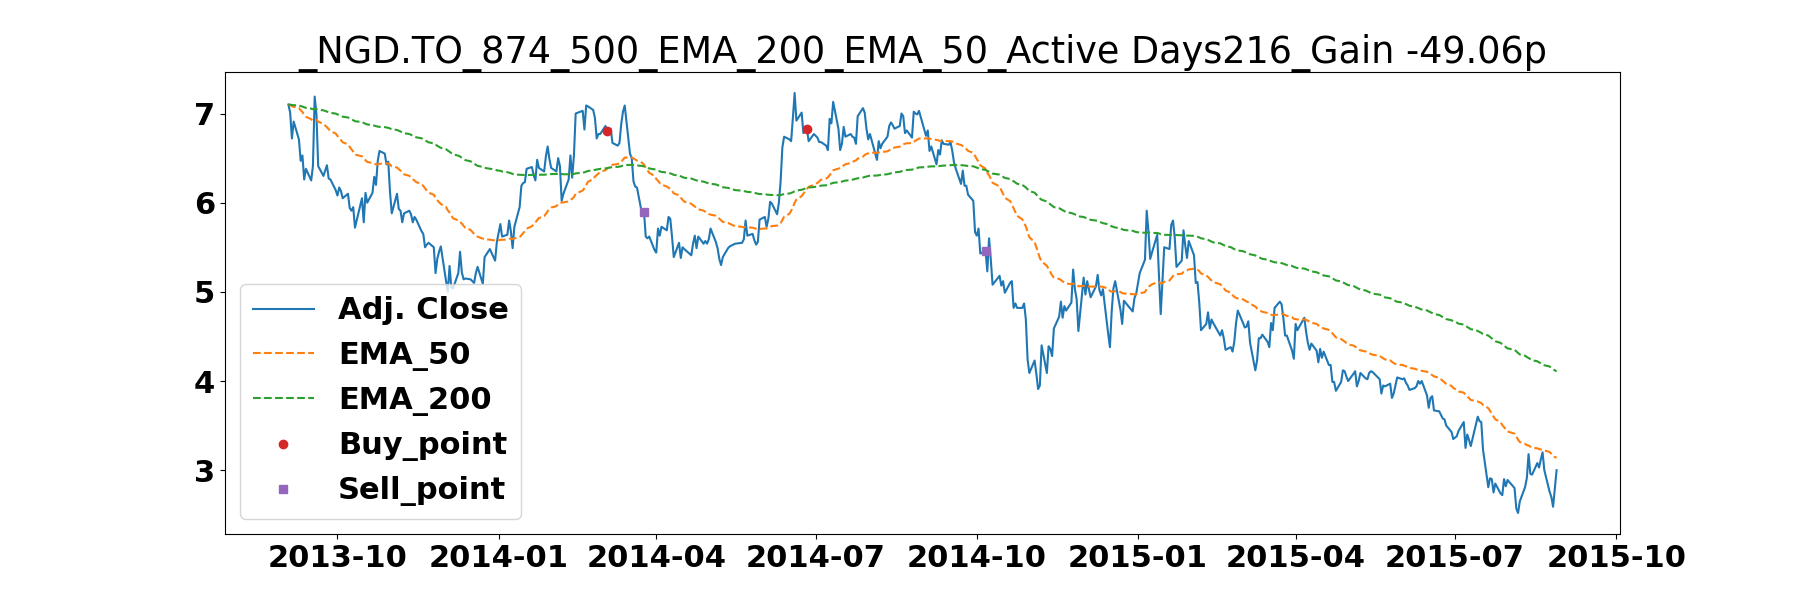 _NGD.TO_874_500_EMA_200_EMA_50_Active Days216_Gain -49.06p
7
6
5
4
3
Adj. Close
EMA_50
EMA_200
Buy_point
Sell_point
2013-10 2014-01 2014-04 2014-07 2014-10 2015-01 2015-04 2015-07 2015-10